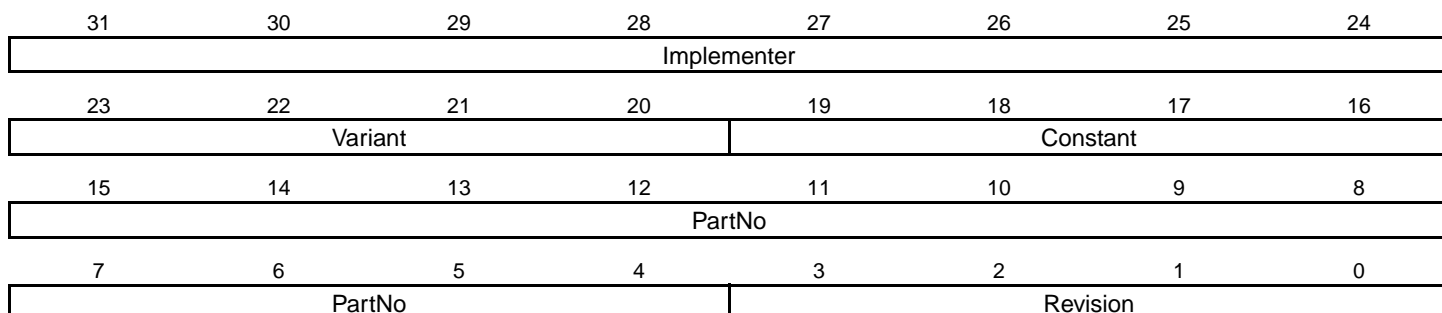 31 30 29 28 27 26 25 24
Implementer
23 22 21 20 19 18 17 16
Variant Constant
15 14 13 12 11 10 9 8
PartNo
7 6 5 4 3 2 1 0
PartNo Revision